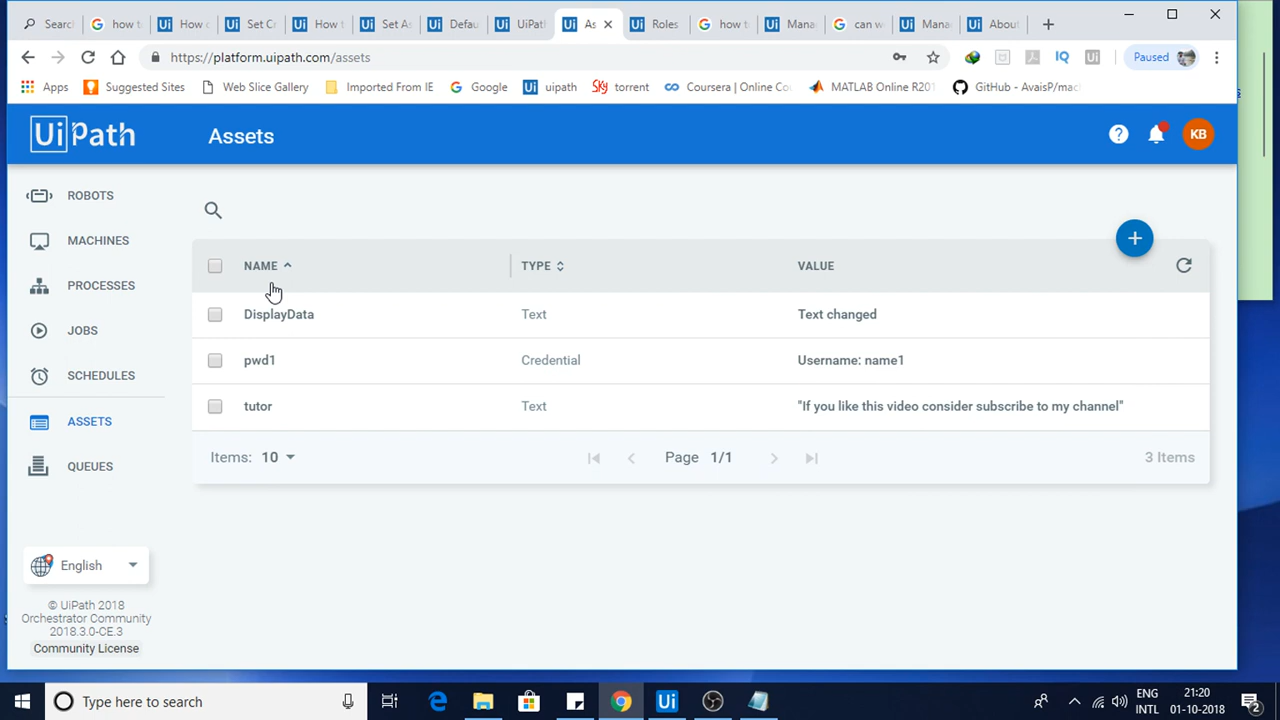 Searc
how t
How c
Set C
How t
Set As
Defau
UiPath
As
Roles
how t
Mana
can w
Mana
About
https://platform.uipath.com/assets
Paused
Apps
Suggested Sites
Web Slice Gallery
Imported From IE
Google
uipath
torrent
Coursera | Online Co
MATLAB Online R201
GitHub - AvaisP/mac
UiPath
Assets
KB
ROBOTS
MACHINES
PROCESSES
JOBS
SCHEDULES
ASSETS
QUEUES
NAME TYPE VALUE
DisplayData Text Text changed
pwd1 Credential Username: name1
tutor Text "If you like this video consider subscribe to my channel"
Items: 10 Page 1/1 3 Items
English
© UiPath 2018
Orchestrator Community
2018.3.0-CE.3
Community License
Type here to search
ENG
INTL
21:20
01-10-2018
2